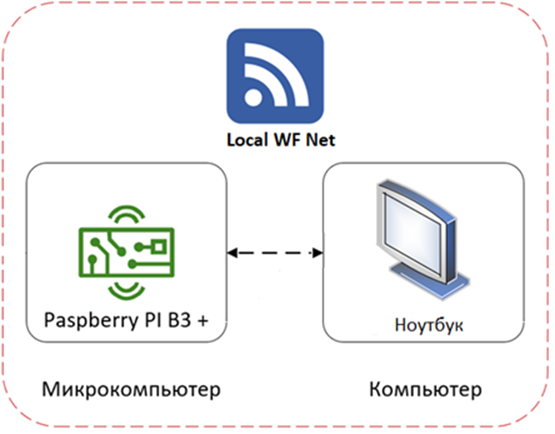 Local WF Net
Paspberry PI B3 +
Ноутбук
Микрокомпьютер
Компьютер